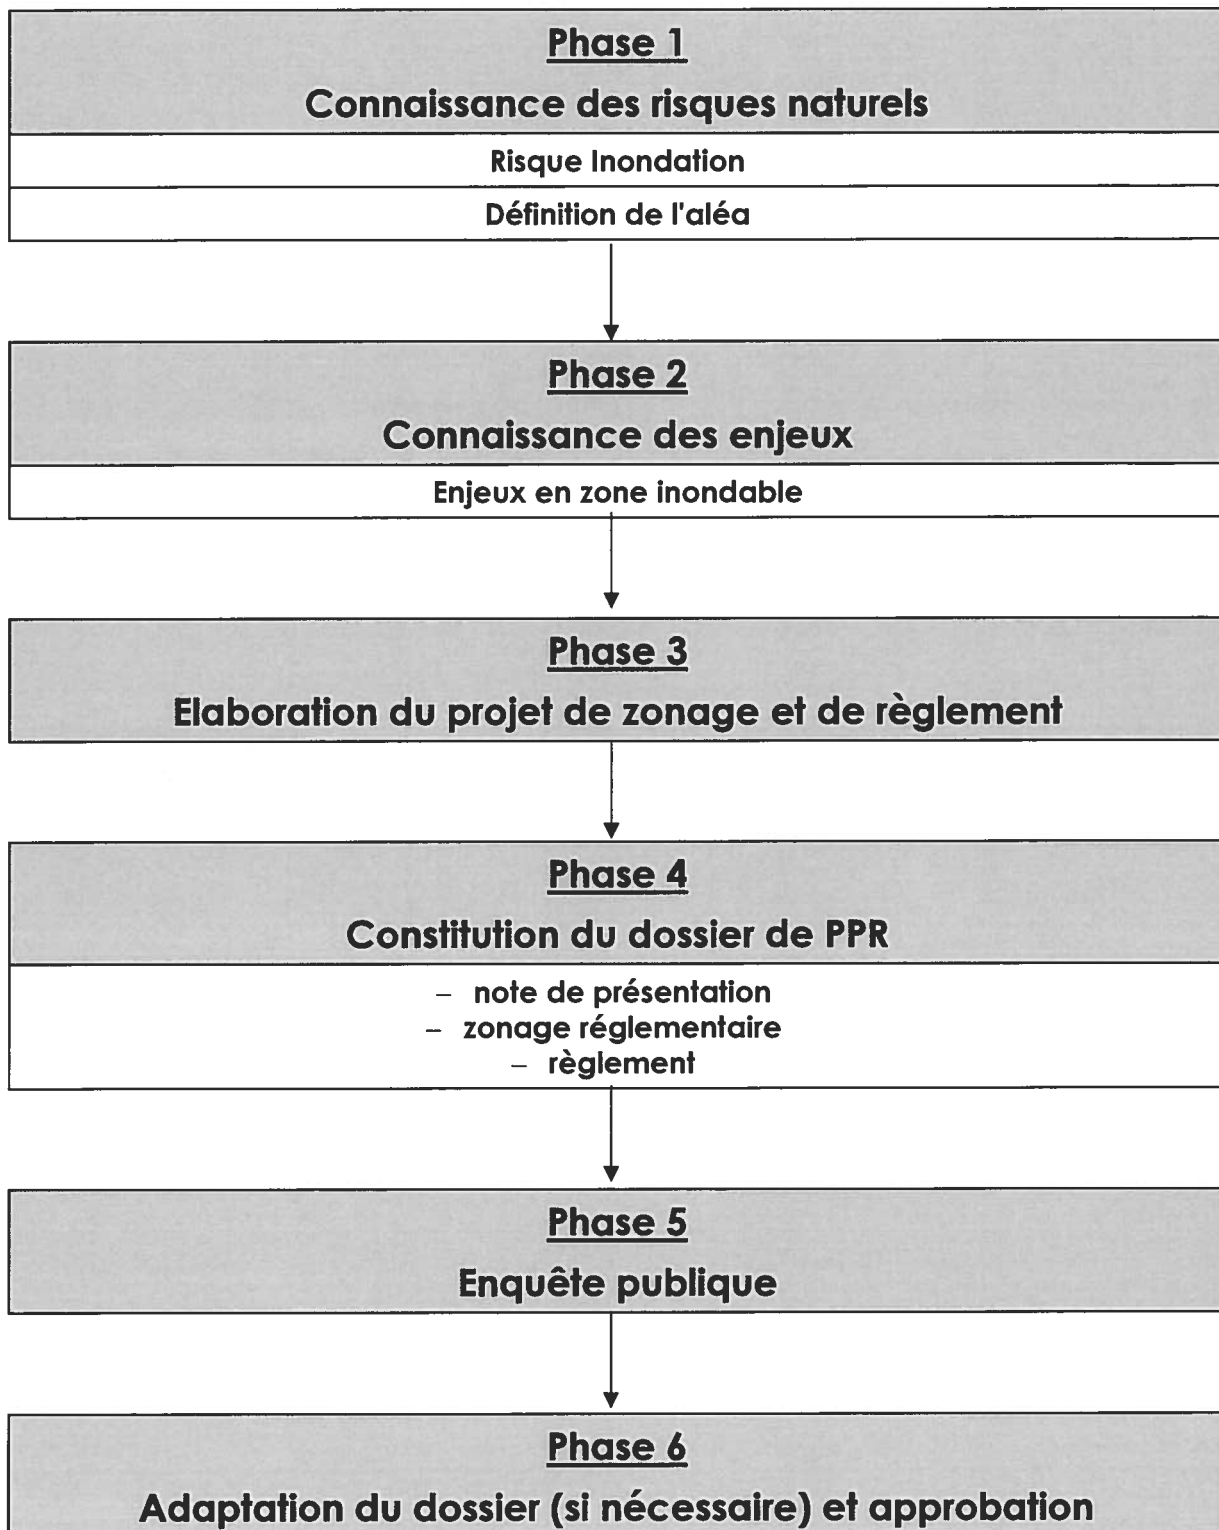 Phase 1
Connaissance des risques naturels
Risque Inondation
Définition de l'aléa
Phase 2
Connaissance des enjeux
Enjeux en zone inondable
Phase 3
Elaboration du projet de zonage et de règlement
Phase 4
Constitution du dossier de PPR
– note de présentation
– zonage réglementaire
– règlement
Phase 5
Enquête publique
Phase 6
Adaptation du dossier (si nécessaire) et approbation